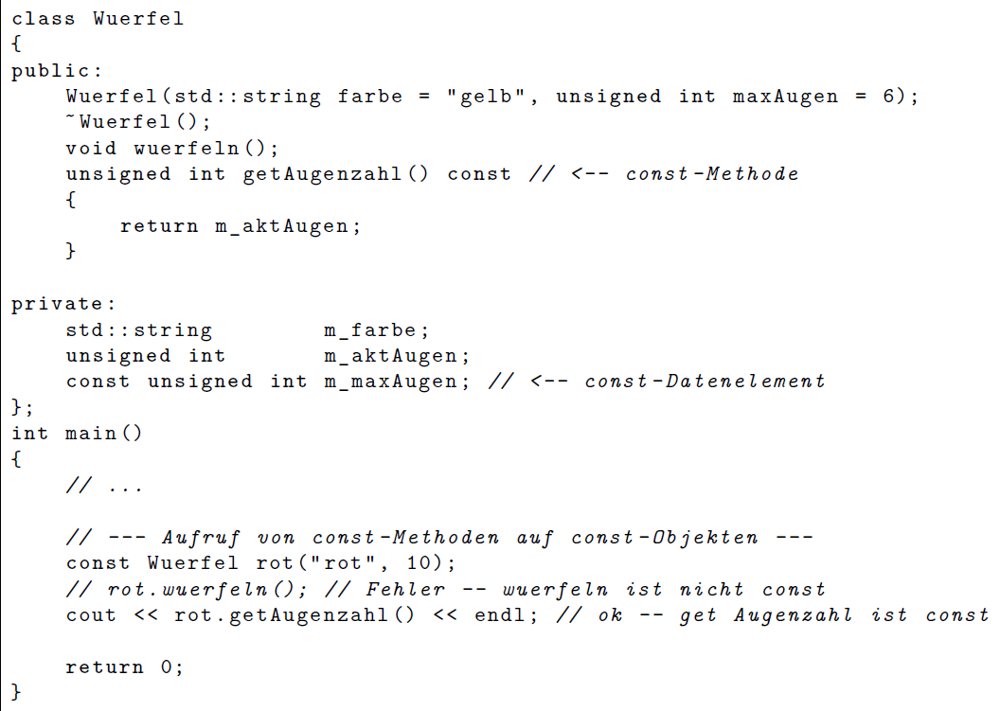 class Wuerfel
{
public:
    Wuerfel(std::string farbe = "gelb", unsigned int maxAugen = 6);
    ~Wuerfel();
    void wuerfeln();
    unsigned int getAugenzahl() const // <-- const-Methode
    {
        return m_aktAugen;
    }

private:
    std::string       m_farbe;
    unsigned int      m_aktAugen;
    const unsigned int m_maxAugen; // <-- const-Datenelement
};
int main()
{
    // ...

    // --- Aufruf von const-Methoden auf const-Objekten ---
    const Wuerfel rot("rot", 10);
    // rot.wuerfeln(); // Fehler -- wuerfeln ist nicht const
    cout << rot.getAugenzahl() << endl; // ok -- get Augenzahl ist const

    return 0;
}